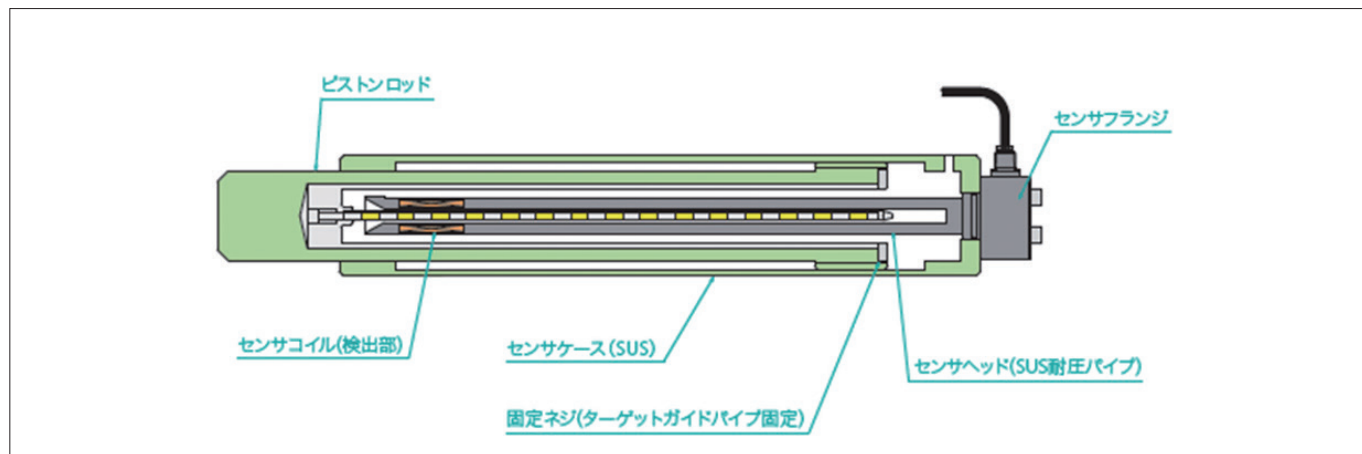 ピストンロッド
センサフランジ
センサコイル(検出部)
センサケース(SUS)
センサヘッド(SUS耐圧パイプ)
固定ネジ(ターゲットガイドパイプ固定)